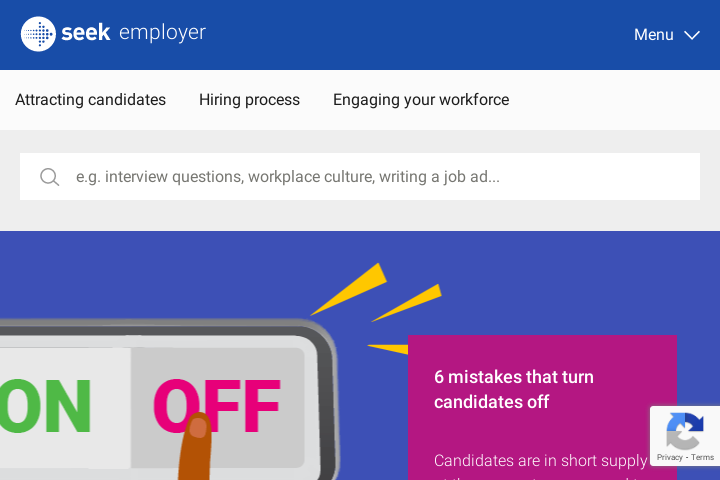 seek employer
Menu
Attracting candidates
Hiring process
Engaging your workforce
e.g. interview questions, workplace culture, writing a job ad...
ON
OFF
6 mistakes that turn
candidates off
Candidates are in short supply
Privacy - Terms